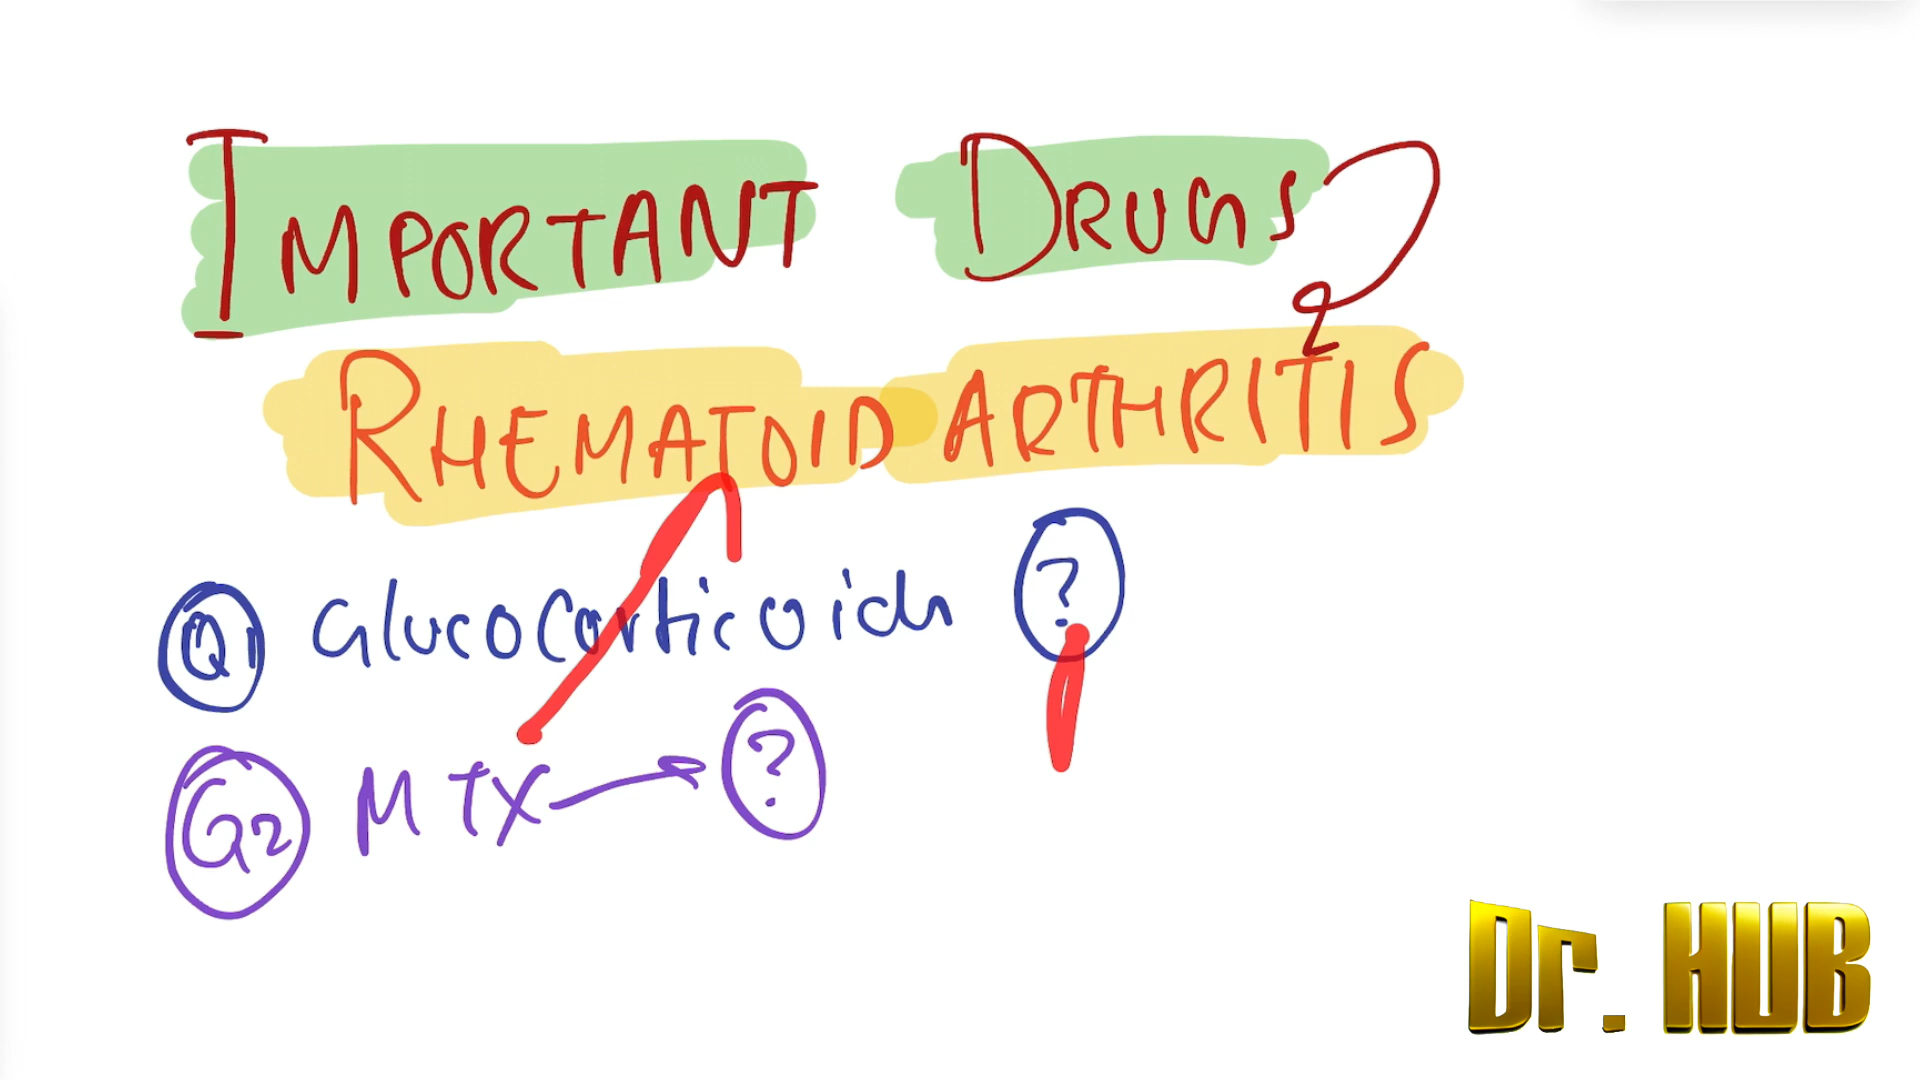 IMPORTANT DRUGS
RHEMATOID ARTHRITIS
Q1 Glucocorticoids ?
Q2 MTX → ?
Dr. HUB